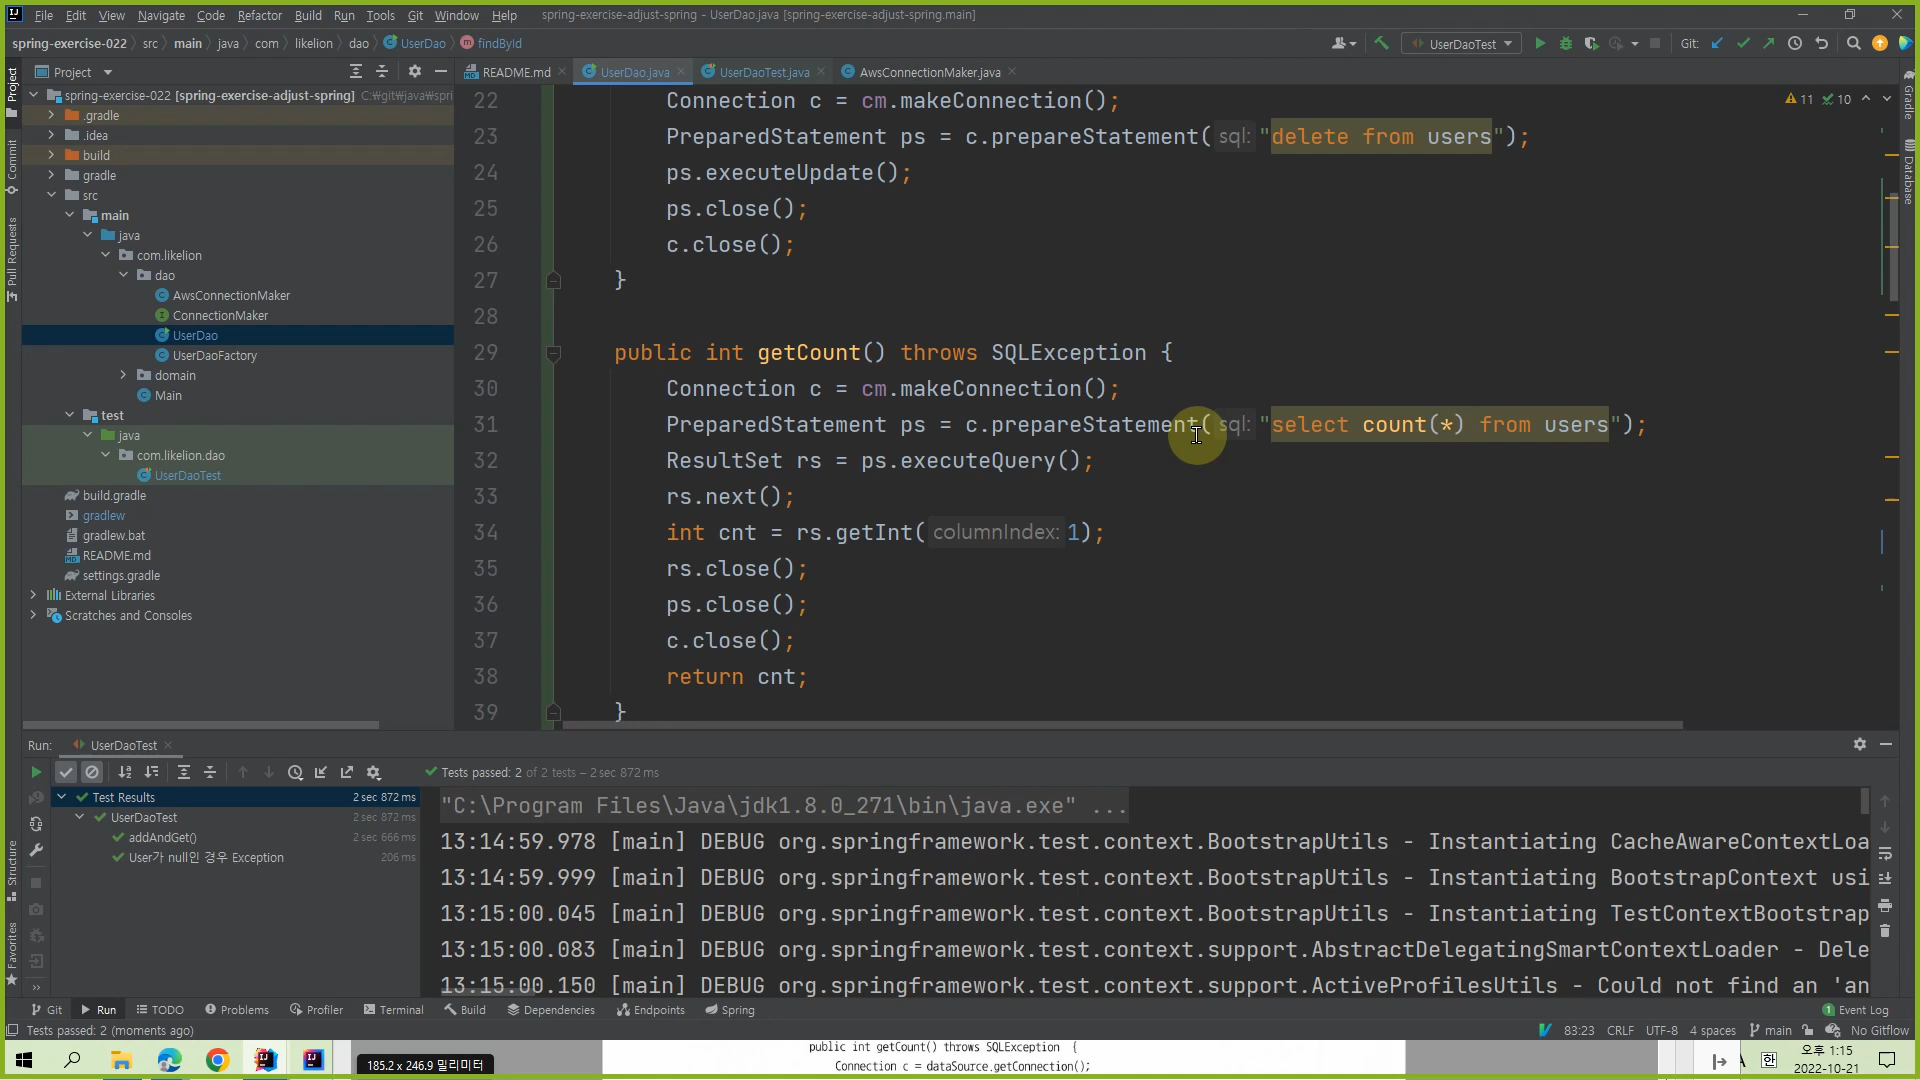 File Edit View Navigate Code Refactor Build Run Tools Git Window Help spring-exercise-adjust-spring - UserDao.java [spring-exercise-adjust-spring.main]
spring-exercise-022 src main java com likelion dao UserDao findById
UserDaoTest Git:
Project
README.md UserDao.java UserDaoTest.java AwsConnectionMaker.java
spring-exercise-022 [spring-exercise-adjust-spring] C:₩git₩java₩spri
.gradle
.idea
build
gradle
src
main
java
com.likelion
dao
AwsConnectionMaker
ConnectionMaker
UserDao
UserDaoFactory
domain
Main
test
java
com.likelion.dao
UserDaoTest
build.gradle
gradlew
gradlew.bat
README.md
settings.gradle
External Libraries
Scratches and Consoles
Project
Commit
Pull Requests
Structure
Favorites
Gradle
Database
11 10
22 Connection c = cm.makeConnection();
23 PreparedStatement ps = c.prepareStatement( sql: "delete from users");
24 ps.executeUpdate();
25 ps.close();
26 c.close();
27 }
28
29 public int getCount() throws SQLException {
30 Connection c = cm.makeConnection();
31 PreparedStatement ps = c.prepareStatement( sql: "select count(*) from users");
32 ResultSet rs = ps.executeQuery();
33 rs.next();
34 int cnt = rs.getInt( columnIndex: 1);
35 rs.close();
36 ps.close();
37 c.close();
38 return cnt;
39 }
Run: UserDaoTest
Tests passed: 2 of 2 tests – 2 sec 872 ms
Test Results 2 sec 872 ms
UserDaoTest 2 sec 872 ms
addAndGet() 2 sec 666 ms
User가 null인 경우 Exception 206 ms
"C:\Program Files\Java\jdk1.8.0_271\bin\java.exe" ...
13:14:59.978 [main] DEBUG org.springframework.test.context.BootstrapUtils - Instantiating CacheAwareContextLoa
13:14:59.999 [main] DEBUG org.springframework.test.context.BootstrapUtils - Instantiating BootstrapContext usi
13:15:00.045 [main] DEBUG org.springframework.test.context.BootstrapUtils - Instantiating TestContextBootstrap
13:15:00.083 [main] DEBUG org.springframework.test.context.support.AbstractDelegatingSmartContextLoader - Dele
13:15:00.150 [main] DEBUG org.springframework.test.context.support.ActiveProfilesUtils - Could not find an 'an
Git Run TODO Problems Profiler Terminal Build Dependencies Endpoints Spring 1 Event Log
Tests passed: 2 (moments ago) 83:23 CRLF UTF-8 4 spaces main No Gitflow
185.2 x 246.9 밀리미터
public int getCount() throws SQLException {
Connection c = dataSource.getConnection();
A 한
오후 1:15
2022-10-21